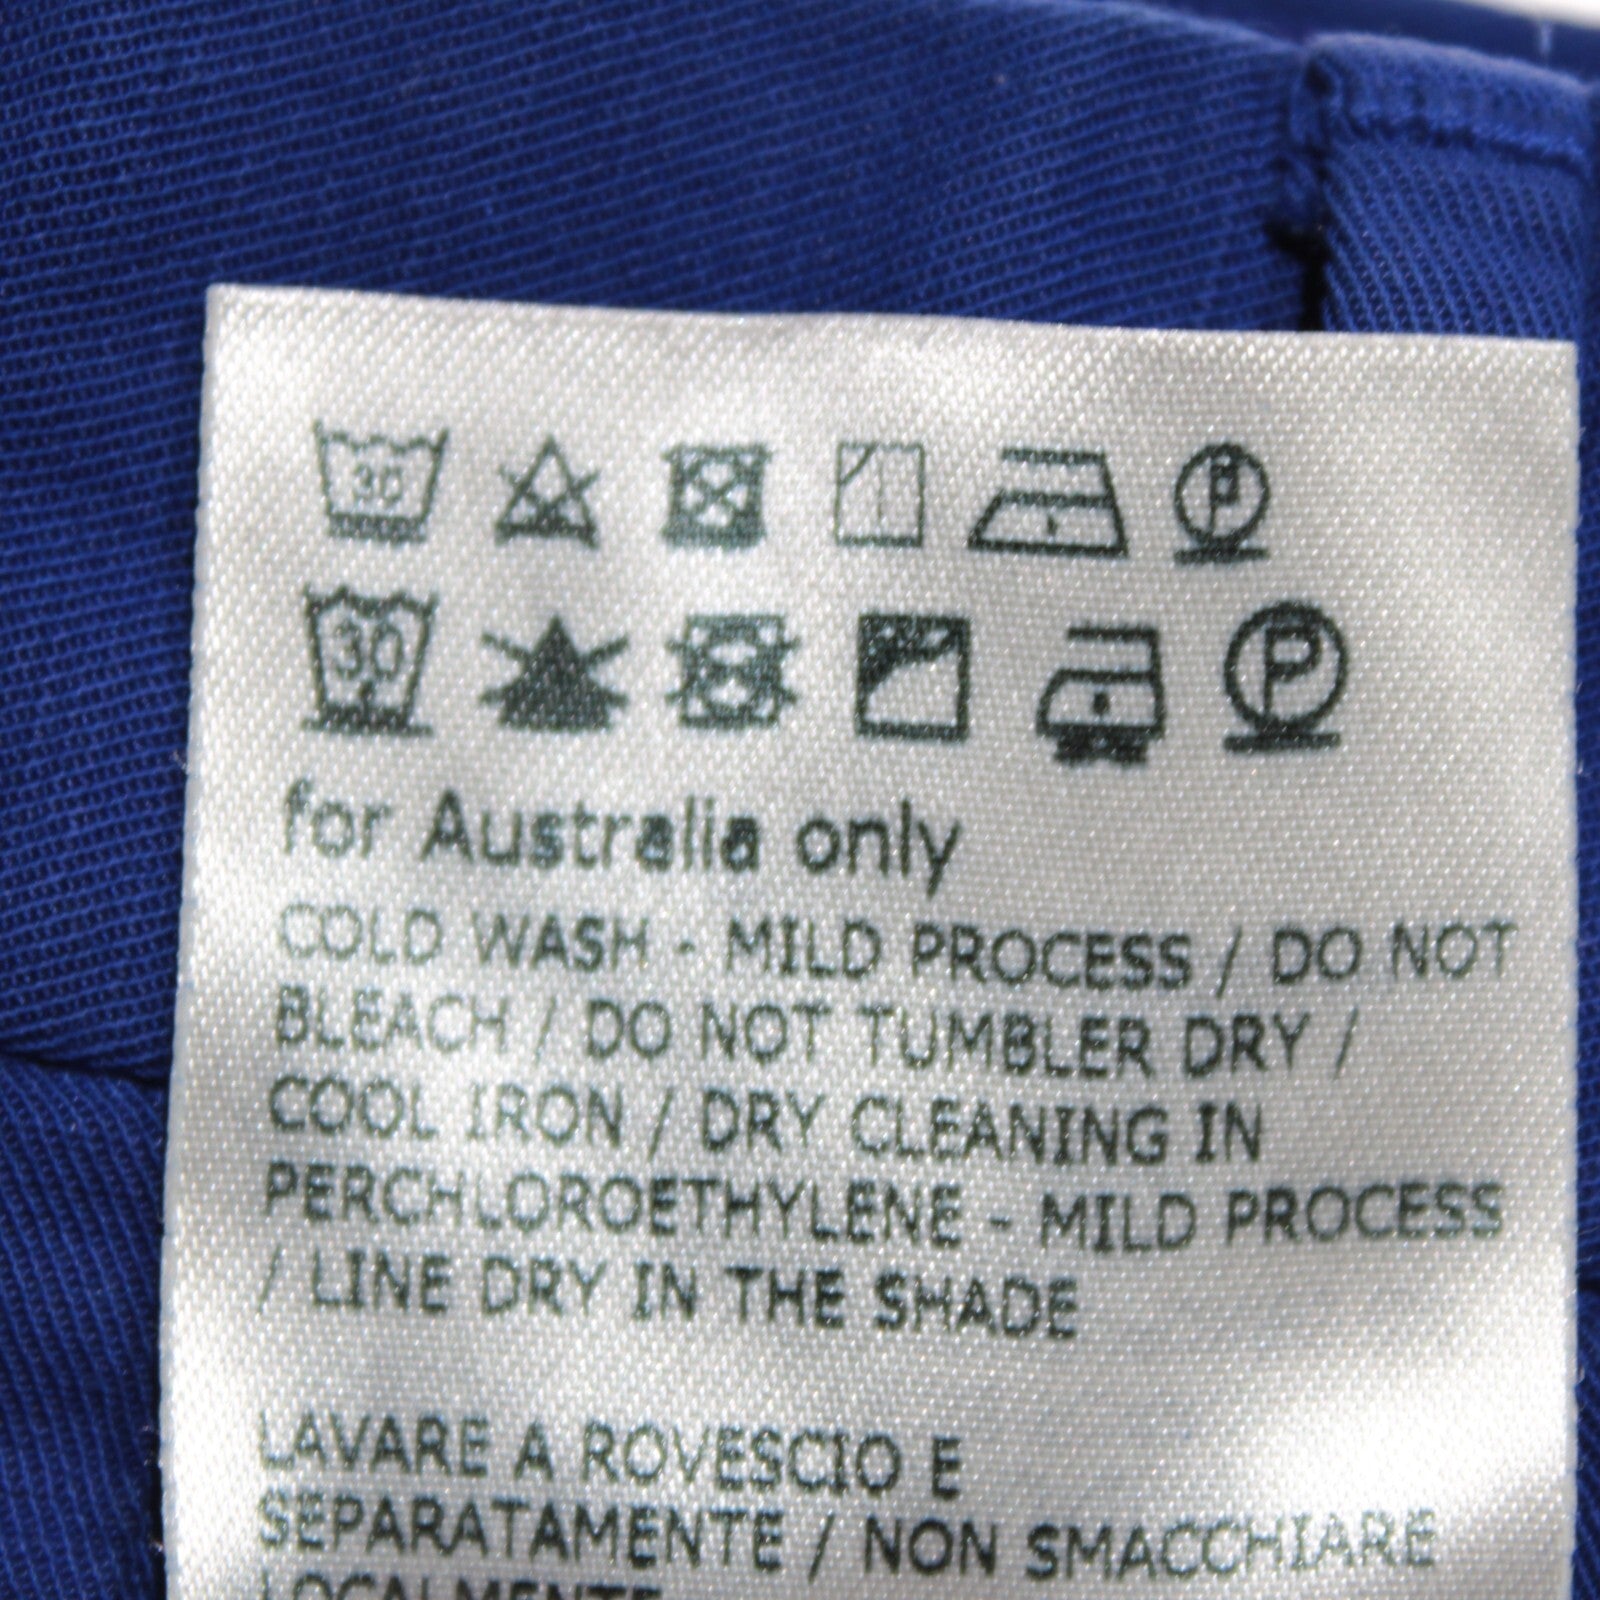 30
P
30
P
for Australia only
COLD WASH - MILD PROCESS / DO NOT
BLEACH / DO NOT TUMBLER DRY /
COOL IRON / DRY CLEANING IN
PERCHLOROETHYLENE - MILD PROCESS
/ LINE DRY IN THE SHADE
LAVARE A ROVESCIO E
SEPARATAMENTE / NON SMACCHIARE
LOCALMENTE